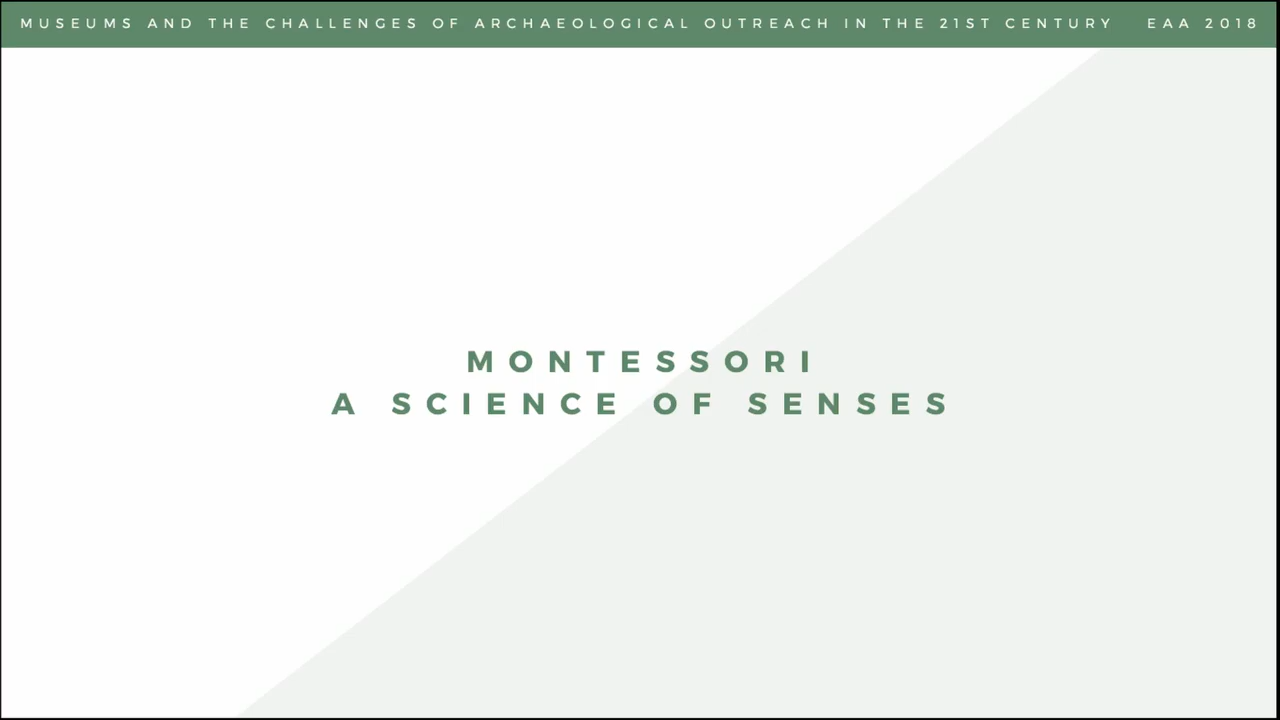 MUSEUMS AND THE CHALLENGES OF ARCHAEOLOGICAL OUTREACH IN THE 21ST CENTURY EAA 2018
MONTESSORI
A SCIENCE OF SENSES